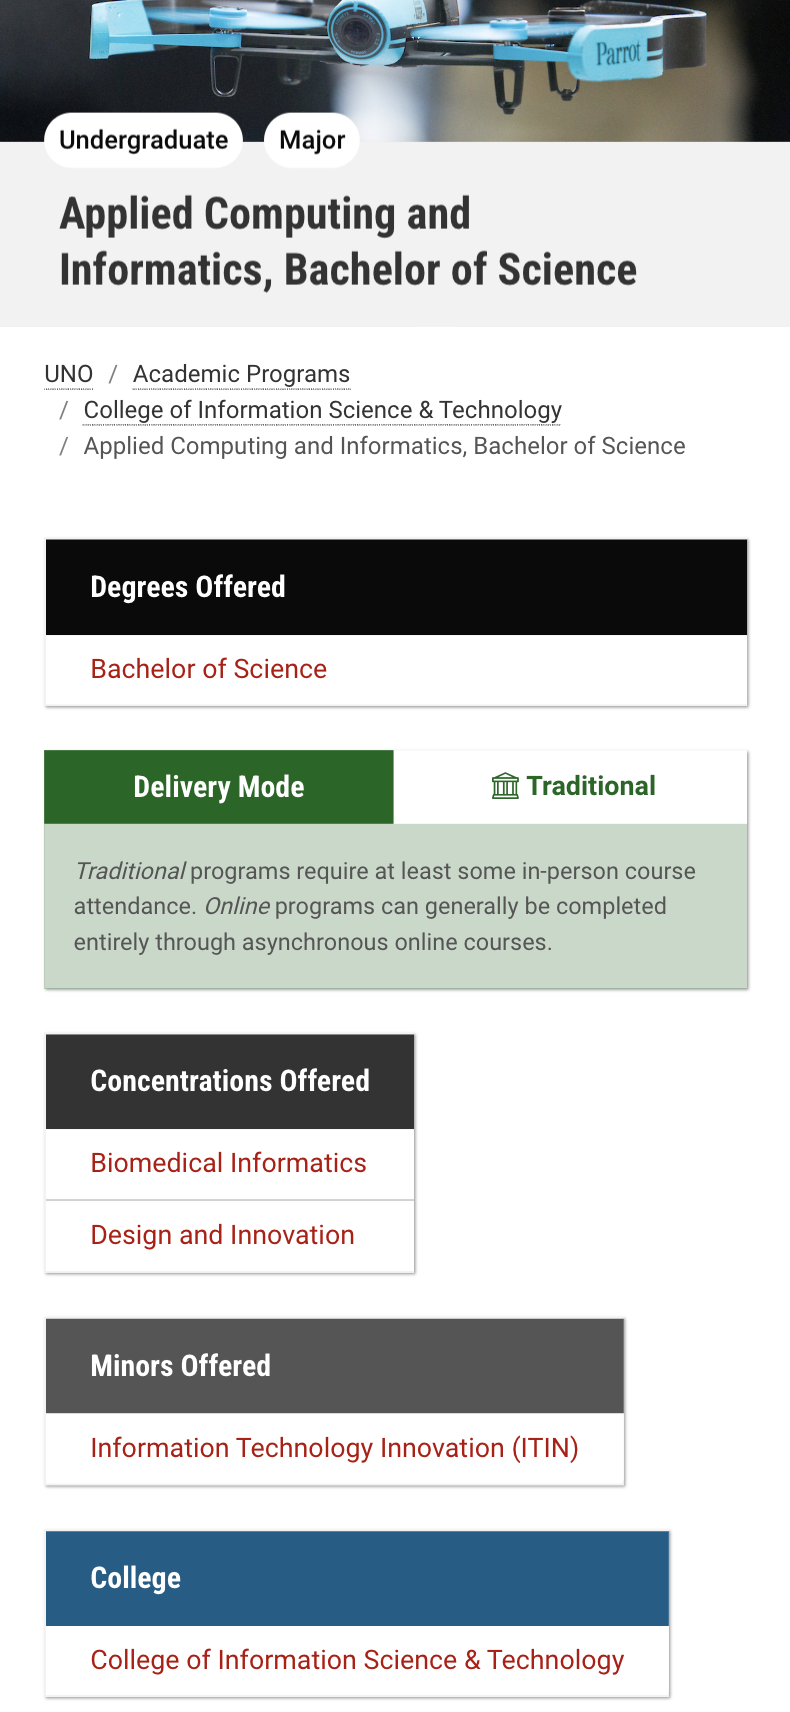 Parrot
Undergraduate
Major
Applied Computing and
Informatics, Bachelor of Science
UNO / Academic Programs
/ College of Information Science & Technology
/ Applied Computing and Informatics, Bachelor of Science
Degrees Offered
Bachelor of Science
Delivery Mode
Traditional
Traditional programs require at least some in-person course
attendance. Online programs can generally be completed
entirely through asynchronous online courses.
Concentrations Offered
Biomedical Informatics
Design and Innovation
Minors Offered
Information Technology Innovation (ITIN)
College
College of Information Science & Technology